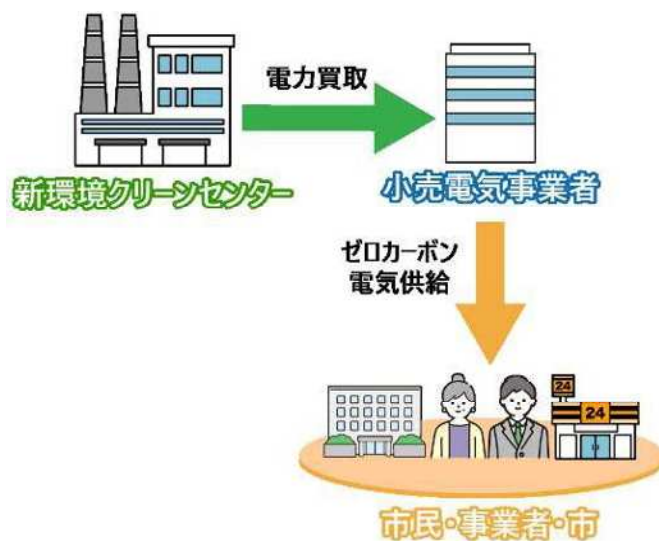 電力買取
新環境クリーンセンター
小売電気事業者
ゼロカーボン
電気供給
24
24
市民・事業者・市